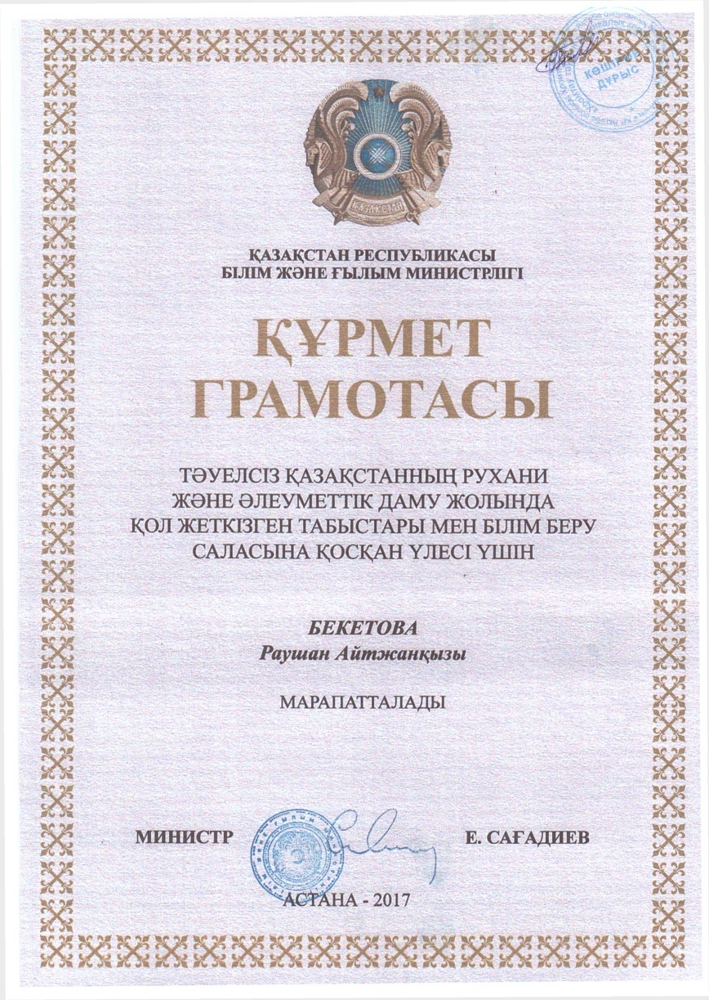 КӨШІРМЕ
ДҰРЫС
ҚАЗАҚСТАН
ҚАЗАҚСТАН РЕСПУБЛИКАСЫ
БІЛІМ ЖӘНЕ ҒЫЛЫМ МИНИСТРЛІГІ
ҚҰРМЕТ
ГРАМОТАСЫ
ТӘУЕЛСІЗ ҚАЗАҚСТАННЫҢ РУХАНИ
ЖӘНЕ ӘЛЕУМЕТТІК ДАМУ ЖОЛЫНДА
ҚОЛ ЖЕТКІЗГЕН ТАБЫСТАРЫ МЕН БІЛІМ БЕРУ
САЛАСЫНА ҚОСҚАН ҮЛЕСІ ҮШІН
БЕКЕТОВА
Раушан Айтжанқызы
МАРАПАТТАЛАДЫ
МИНИСТР Е. САҒАДИЕВ
АСТАНА - 2017